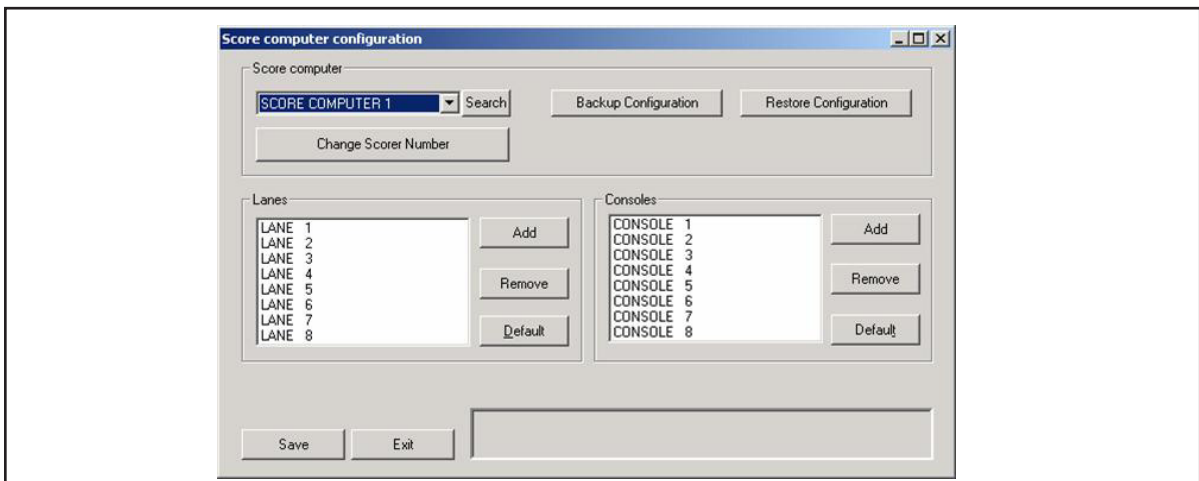 Score computer configuration
Score computer
SCORE COMPUTER 1
Search
Backup Configuration
Restore Configuration
Change Scorer Number
Lanes
LANE 1
LANE 2
LANE 3
LANE 4
LANE 5
LANE 6
LANE 7
LANE 8
Add
Remove
Default
Consoles
CONSOLE 1
CONSOLE 2
CONSOLE 3
CONSOLE 4
CONSOLE 5
CONSOLE 6
CONSOLE 7
CONSOLE 8
Add
Remove
Default
Save
Exit